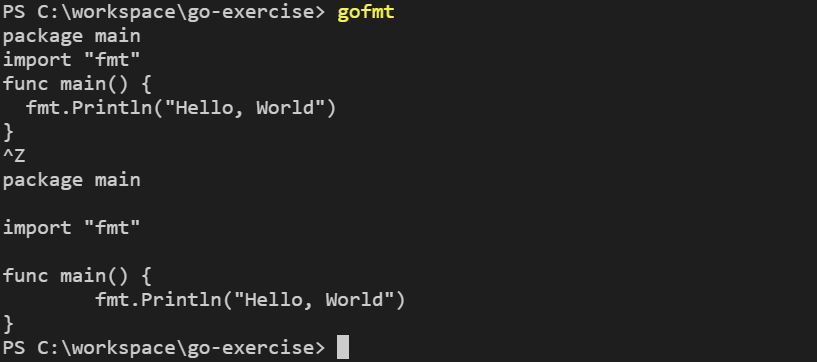 PS C:\workspace\go-exercise> gofmt
package main
import "fmt"
func main() {
  fmt.Println("Hello, World")
}
^Z
package main

import "fmt"

func main() {
        fmt.Println("Hello, World")
}
PS C:\workspace\go-exercise>